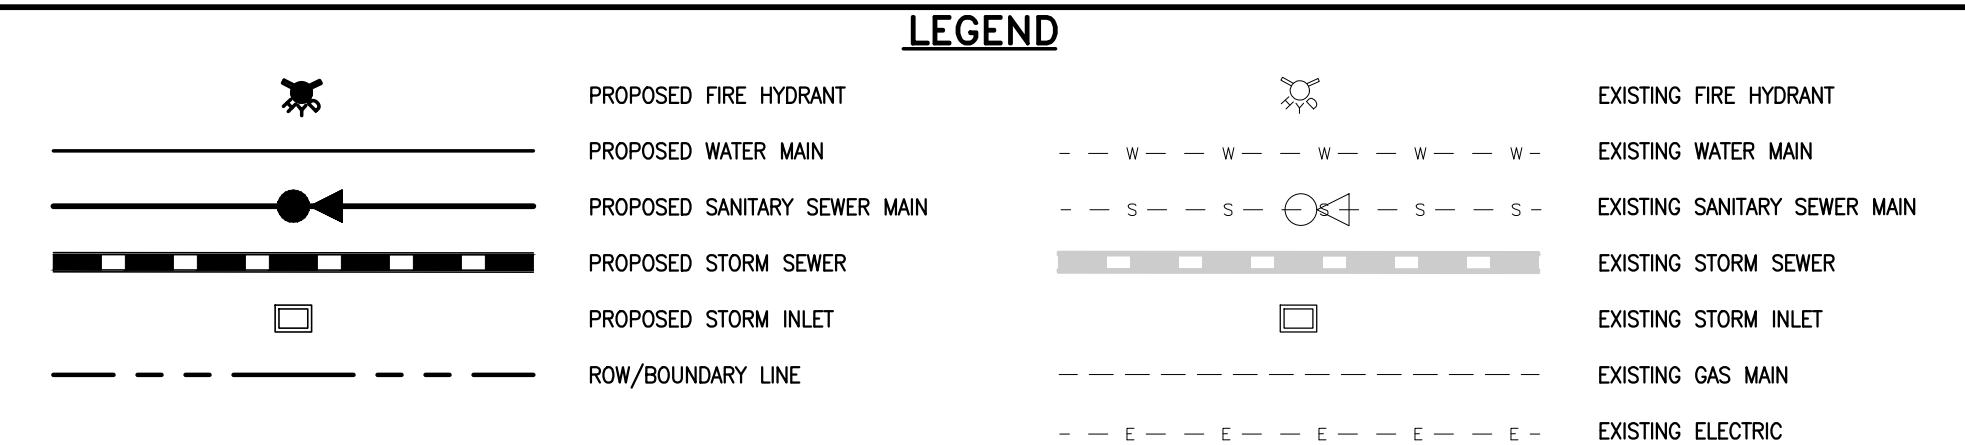 LEGEND
HYD PROPOSED FIRE HYDRANT HYD EXISTING FIRE HYDRANT
PROPOSED WATER MAIN W W W W W EXISTING WATER MAIN
PROPOSED SANITARY SEWER MAIN S S S S S EXISTING SANITARY SEWER MAIN
PROPOSED STORM SEWER EXISTING STORM SEWER
PROPOSED STORM INLET EXISTING STORM INLET
ROW/BOUNDARY LINE EXISTING GAS MAIN
E E E E E EXISTING ELECTRIC